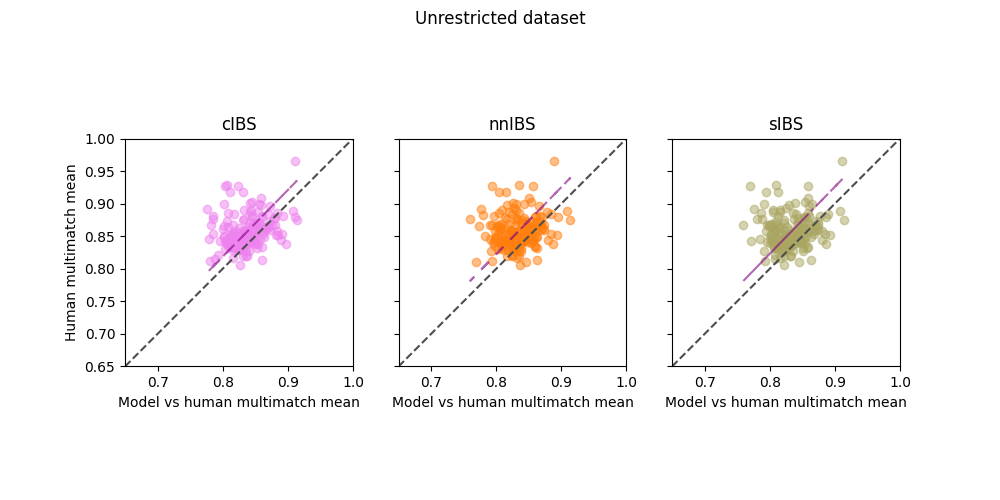 Unrestricted dataset
cIBS
nnIBS
sIBS
1.00
0.95
0.90
0.85
0.80
0.75
0.70
0.65
Human multimatch mean
0.7 0.8 0.9 1.0
0.7 0.8 0.9 1.0
0.7 0.8 0.9 1.0
Model vs human multimatch mean
Model vs human multimatch mean
Model vs human multimatch mean